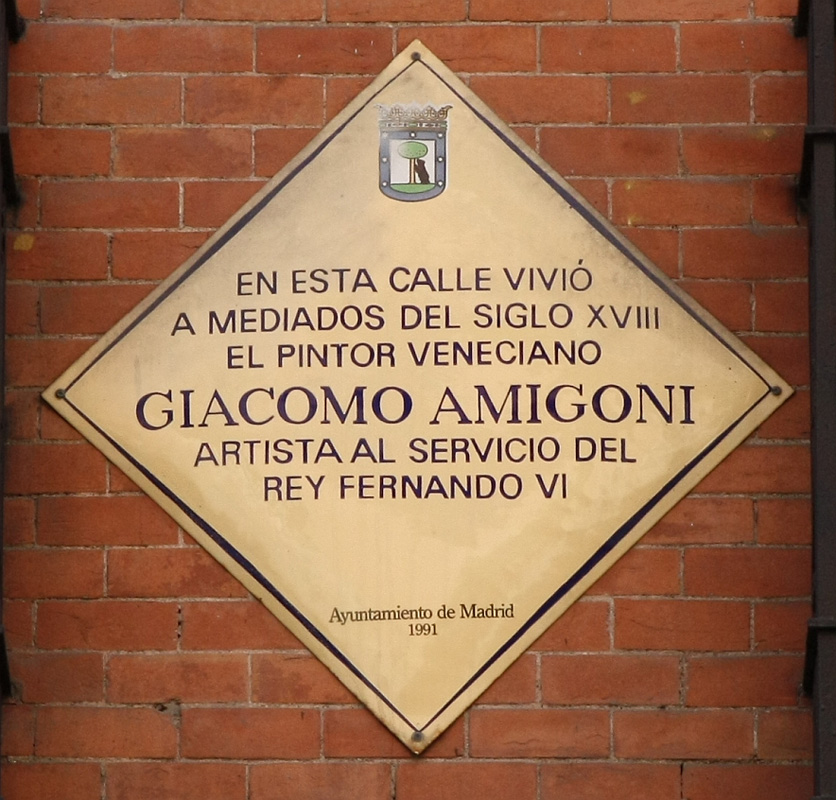 EN ESTA CALLE VIVIÓ
A MEDIADOS DEL SIGLO XVIII
EL PINTOR VENECIANO
GIACOMO AMIGONI
ARTISTA AL SERVICIO DEL
REY FERNANDO VI
Ayuntamiento de Madrid
1991